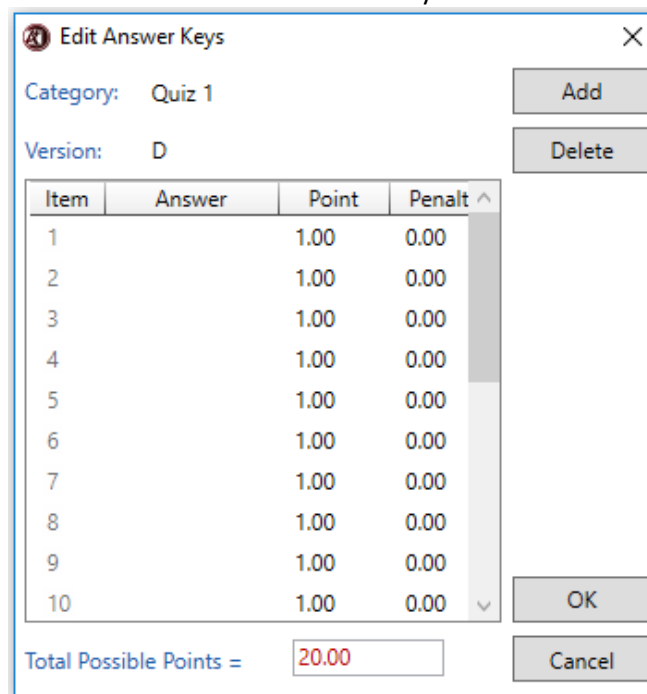 Edit Answer Keys
Category: Quiz 1 Add
Version: D Delete
Item Answer Point Penalt
1 1.00 0.00
2 1.00 0.00
3 1.00 0.00
4 1.00 0.00
5 1.00 0.00
6 1.00 0.00
7 1.00 0.00
8 1.00 0.00
9 1.00 0.00
10 1.00 0.00 OK
Total Possible Points = 20.00 Cancel